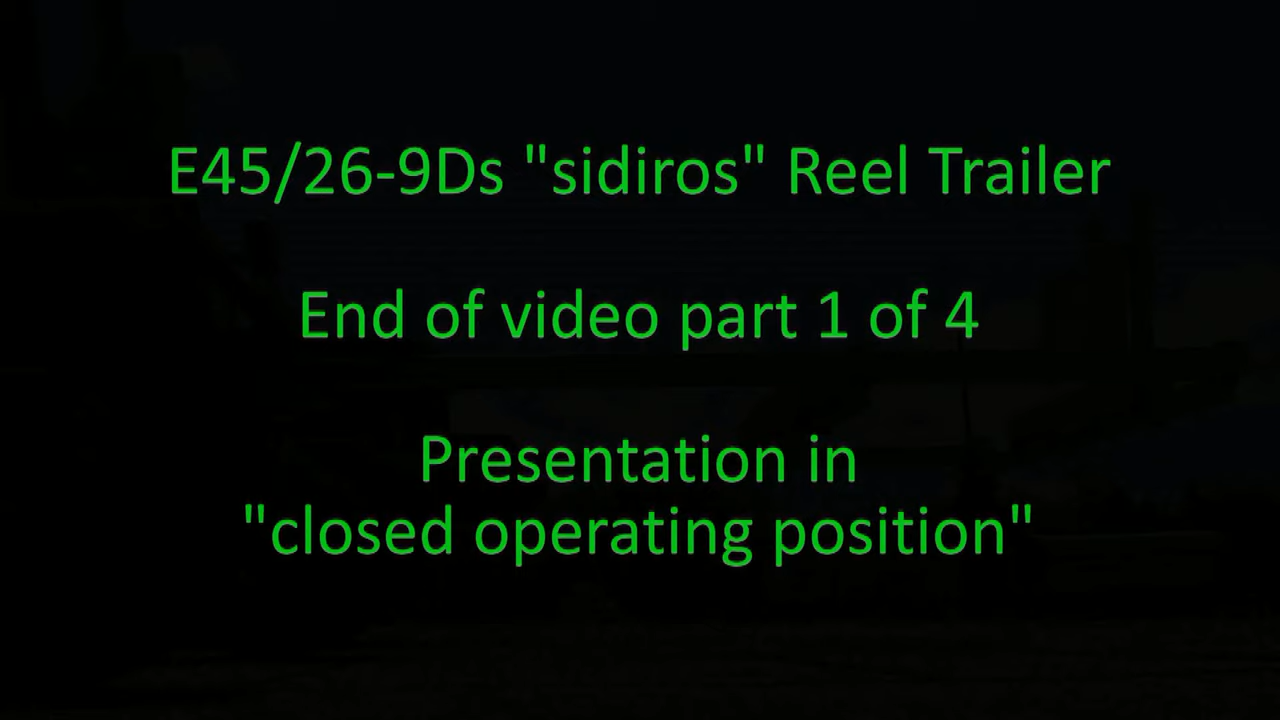 E45/26-9Ds "sidiros" Reel Trailer
End of video part 1 of 4
Presentation in
"closed operating position"